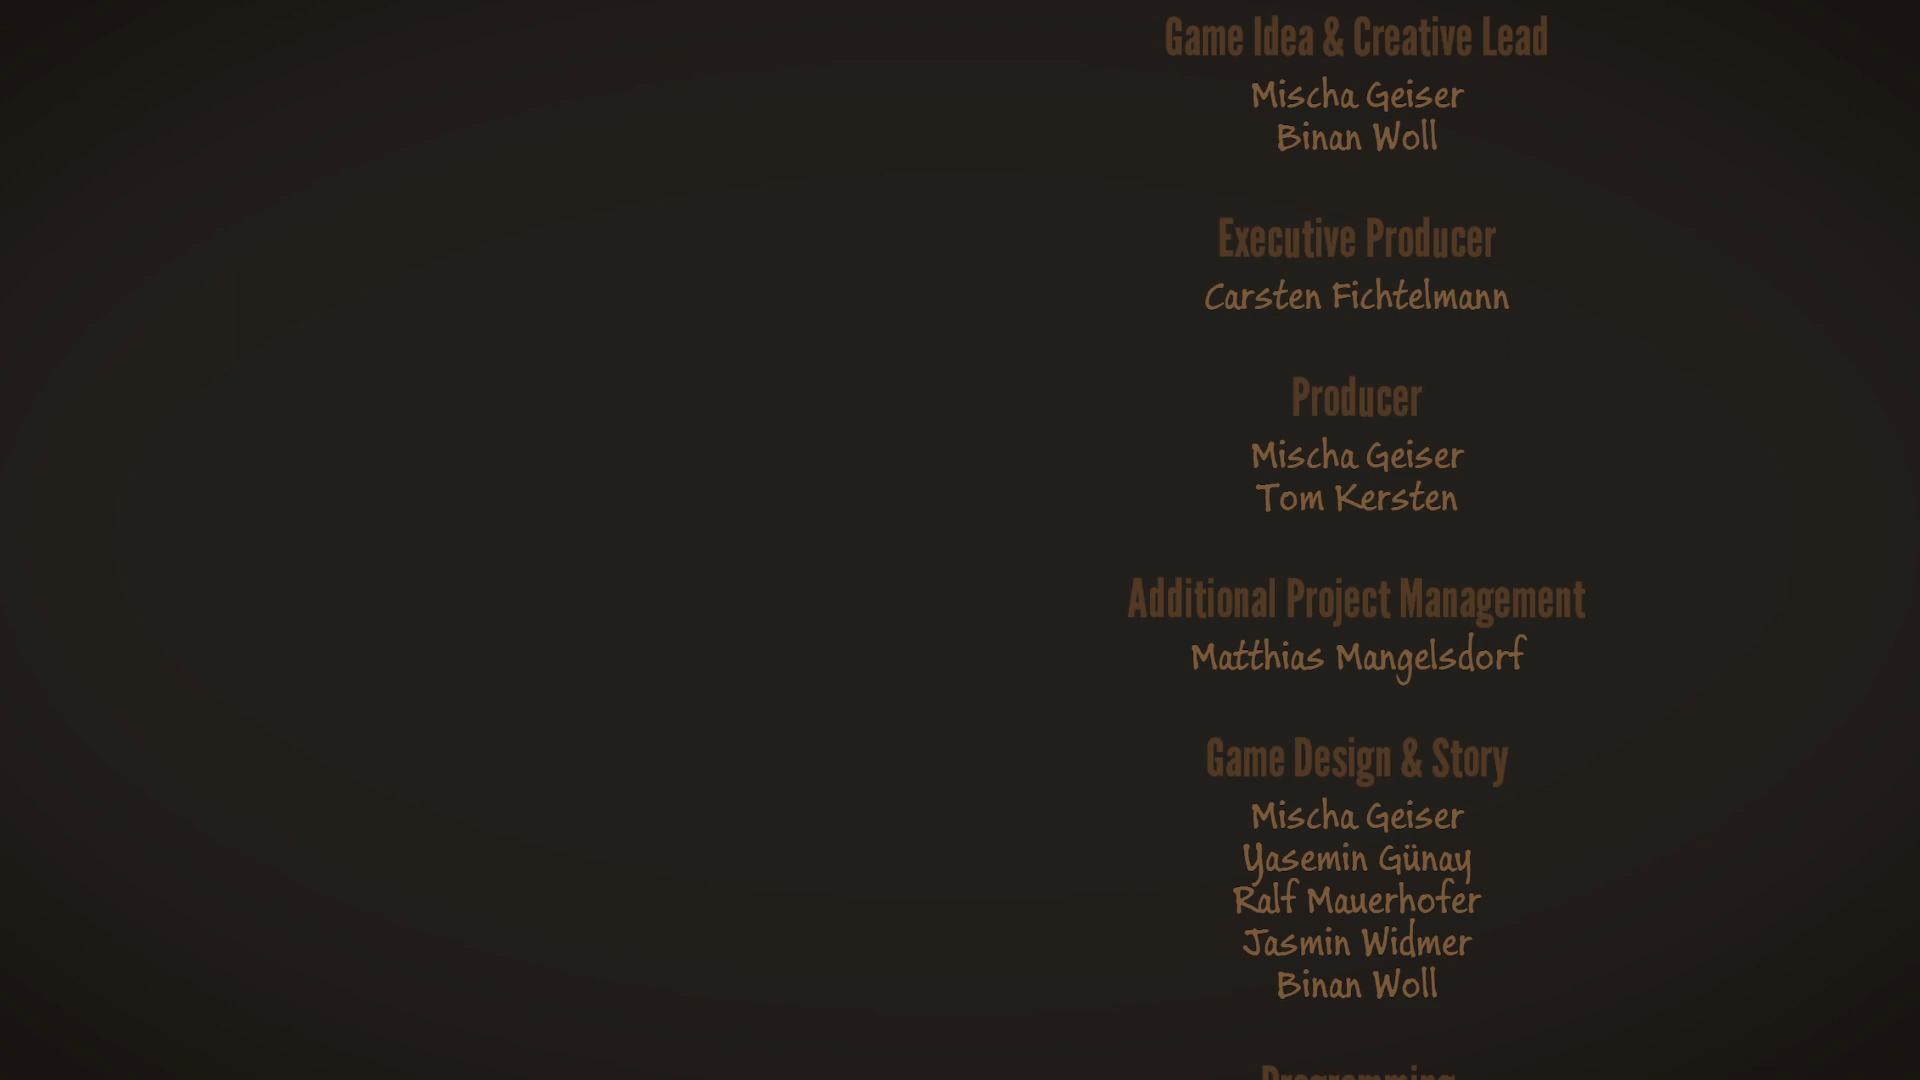 Game Idea & Creative Lead
Mischa Geiser
Binan Woll
Executive Producer
Carsten Fichtelmann
Producer
Mischa Geiser
Tom Kersten
Additional Project Management
Matthias Mangelsdorf
Game Design & Story
Mischa Geiser
Yasemin Günay
Ralf Mauerhofer
Jasmin Widmer
Binan Woll
Programming